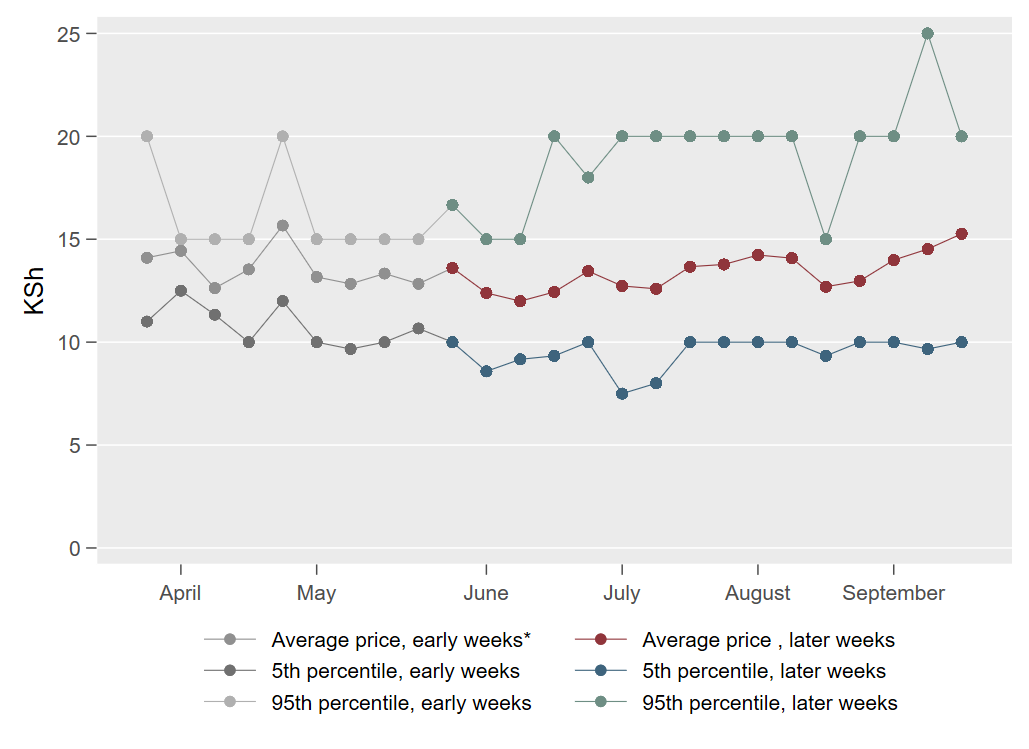 25
20
15
10
5
0
KSh
April May June July August September
Average price, early weeks* Average price , later weeks
5th percentile, early weeks 5th percentile, later weeks
95th percentile, early weeks 95th percentile, later weeks